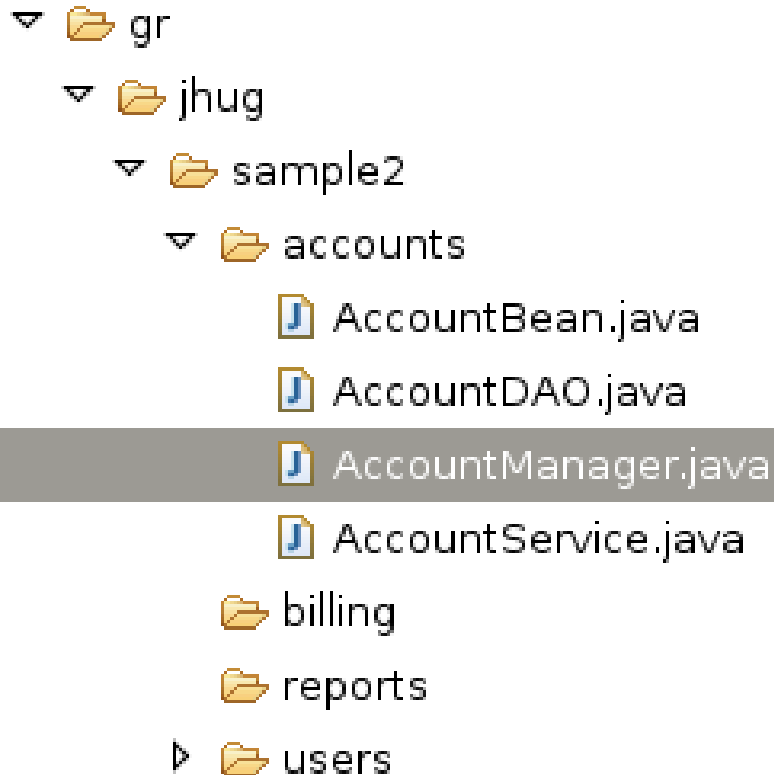 gr
jhug
sample2
accounts
AccountBean.java
AccountDAO.java
AccountManager.java
AccountService.java
billing
reports
users